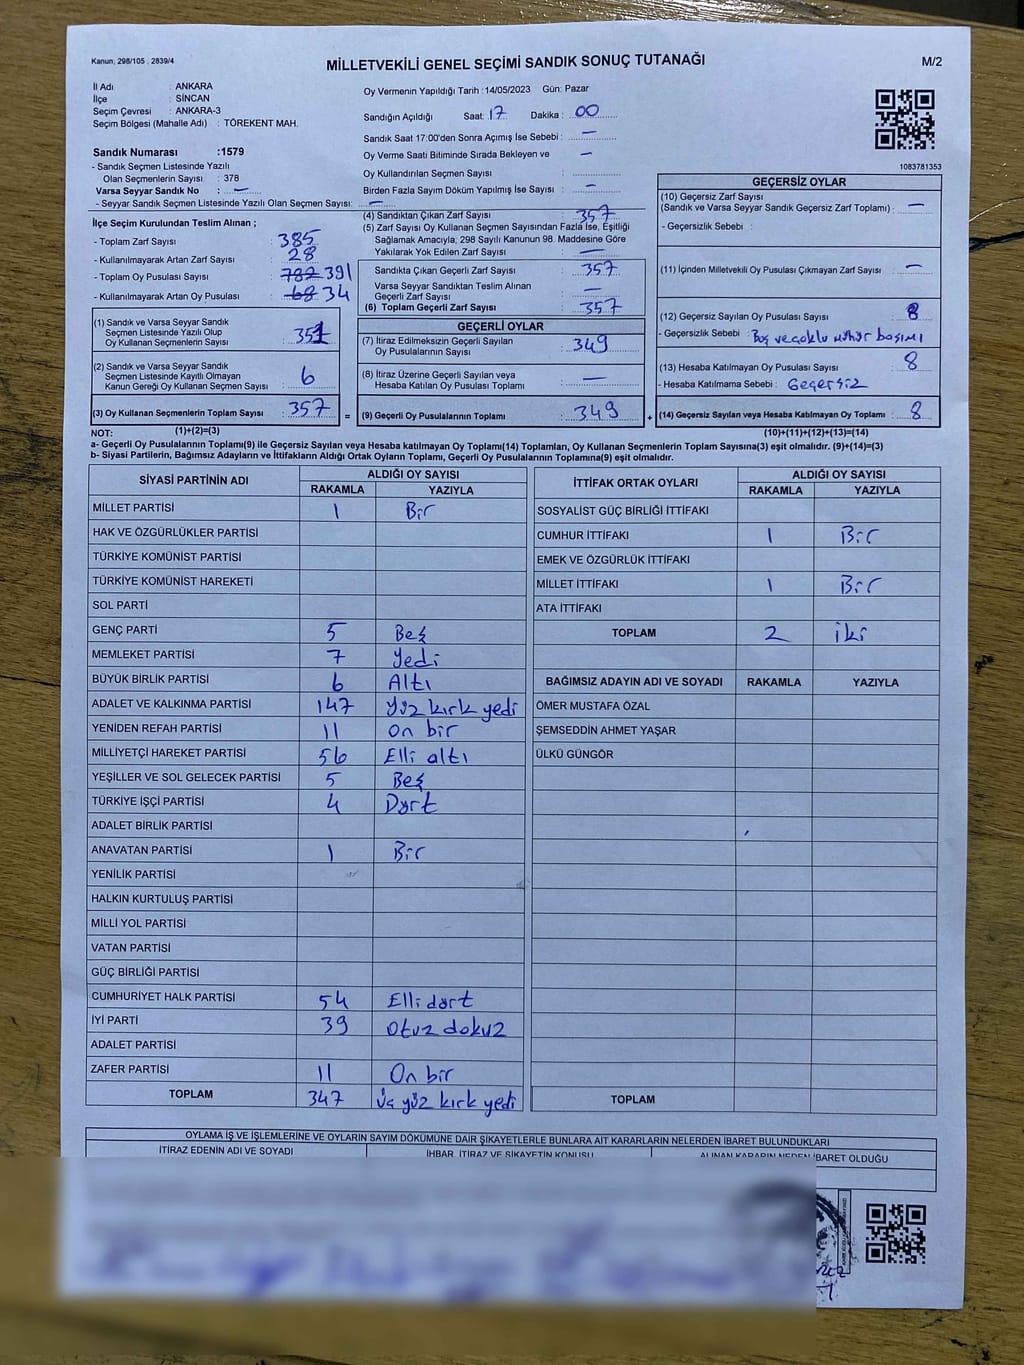 Kanun; 298/105 , 2839/4
MİLLETVEKİLİ GENEL SEÇİMİ SANDIK SONUÇ TUTANAĞI
M/2
İl Adı : ANKARA
İlçe : SİNCAN
Seçim Çevresi : ANKARA-3
Seçim Bölgesi (Mahalle Adı) : TÖREKENT MAH.
Sandık Numarası :1579
- Sandık Seçmen Listesinde Yazılı
Olan Seçmenlerin Sayısı : 378
Varsa Seyyar Sandık No : —
- Seyyar Sandık Seçmen Listesinde Yazılı Olan Seçmen Sayısı: —
Oy Vermenin Yapıldığı Tarih :14/05/2023 Gün: Pazar
Sandığın Açıldığı Saat: 17 Dakika : 00
Sandık Saat 17:00'den Sonra Açılmış İse Sebebi : —
Oy Verme Saati Bitiminde Sırada Bekleyen ve —
Oy Kullandırılan Seçmen Sayısı :
Birden Fazla Sayım Döküm Yapılmış İse Sayısı : —
1083781353
İlçe Seçim Kurulundan Teslim Alınan ;
- Toplam Zarf Sayısı : 385
- Kullanılmayarak Artan Zarf Sayısı : 28
- Toplam Oy Pusulası Sayısı : 782 391
- Kullanılmayarak Artan Oy Pusulası : 68 34
(4) Sandıktan Çıkan Zarf Sayısı : 357
(5) Zarf Sayısı Oy Kullanan Seçmen Sayısından Fazla İse, Eşitliği
Sağlamak Amacıyla; 298 Sayılı Kanunun 98. Maddesine Göre
Yakılarak Yok Edilen Zarf Sayısı : —
Sandıkta Çıkan Geçerli Zarf Sayısı : 357
Varsa Seyyar Sandıktan Teslim Alınan
Geçerli Zarf Sayısı : —
(6) Toplam Geçerli Zarf Sayısı : 357
GEÇERSİZ OYLAR
(10) Geçersiz Zarf Sayısı
(Sandık ve Varsa Seyyar Sandık Geçersiz Zarf Toplamı) : —
- Geçersizlik Sebebi :
(11) İçinden Milletvekili Oy Pusulası Çıkmayan Zarf Sayısı : —
(12) Geçersiz Sayılan Oy Pusulası Sayısı : 8
- Geçersizlik Sebebi : Boş ve çoklu mühür basımı
(13) Hesaba Katılmayan Oy Pusulası Sayısı : 8
- Hesaba Katılmama Sebebi : Geçersiz
(14) Geçersiz Sayılan veya Hesaba Katılmayan Oy Toplamı : 8
(10)+(11)+(12)+(13)=(14)
(1) Sandık ve Varsa Seyyar Sandık
Seçmen Listesinde Yazılı Olup
Oy Kullanan Seçmenlerin Sayısı : 351
(2) Sandık ve Varsa Seyyar Sandık
Seçmen Listesinde Kayıtlı Olmayan
Kanun Gereği Oy Kullanan Seçmen Sayısı : 6
(3) Oy Kullanan Seçmenlerin Toplam Sayısı : 357 =
(1)+(2)=(3)
GEÇERLİ OYLAR
(7) İtiraz Edilmeksizin Geçerli Sayılan
Oy Pusulalarının Sayısı : 349
(8) İtiraz Üzerine Geçerli Sayılan veya
Hesaba Katılan Oy Pusulası Toplamı : —
(9) Geçerli Oy Pusulalarının Toplamı : 349 +
NOT:
a- Geçerli Oy Pusulalarının Toplamı(9) ile Geçersiz Sayılan veya Hesaba katılmayan Oy Toplamı(14) Toplamları, Oy Kullanan Seçmenlerin Toplam Sayısına(3) eşit olmalıdır. (9)+(14)=(3)
b- Siyasi Partilerin, Bağımsız Adayların ve İttifakların Aldığı Ortak Oyların Toplamı, Geçerli Oy Pusulalarının Toplamına(9) eşit olmalıdır.
SİYASİ PARTİNİN ADI ALDIĞI OY SAYISI
RAKAMLA YAZIYLA
MİLLET PARTİSİ 1 Bir
HAK VE ÖZGÜRLÜKLER PARTİSİ
TÜRKİYE KOMÜNİST PARTİSİ
TÜRKİYE KOMÜNİST HAREKETİ
SOL PARTİ
GENÇ PARTİ 5 Beş
MEMLEKET PARTİSİ 7 Yedi
BÜYÜK BİRLİK PARTİSİ 6 Altı
ADALET VE KALKINMA PARTİSİ 147 Yüz kırk yedi
YENİDEN REFAH PARTİSİ 11 on bir
MİLLİYETÇİ HAREKET PARTİSİ 56 Elli altı
YEŞİLLER VE SOL GELECEK PARTİSİ 5 Beş
TÜRKİYE İŞÇİ PARTİSİ 4 Dört
ADALET BİRLİK PARTİSİ
ANAVATAN PARTİSİ 1 Bir
YENİLİK PARTİSİ
HALKIN KURTULUŞ PARTİSİ
MİLLİ YOL PARTİSİ
VATAN PARTİSİ
GÜÇ BİRLİĞİ PARTİSİ
CUMHURİYET HALK PARTİSİ 54 Elli dört
İYİ PARTİ 39 otuz dokuz
ADALET PARTİSİ
ZAFER PARTİSİ 11 On bir
TOPLAM 347 üç yüz kırk yedi
İTTİFAK ORTAK OYLARI ALDIĞI OY SAYISI
RAKAMLA YAZIYLA
SOSYALİST GÜÇ BİRLİĞİ İTTİFAKI
CUMHUR İTTİFAKI 1 Bir
EMEK VE ÖZGÜRLÜK İTTİFAKI
MİLLET İTTİFAKI 1 Bir
ATA İTTİFAKI
TOPLAM 2 iki
BAĞIMSIZ ADAYIN ADI VE SOYADI RAKAMLA YAZIYLA
ÖMER MUSTAFA ÖZAL
ŞEMSEDDİN AHMET YAŞAR
ÜLKÜ GÜNGÖR
TOPLAM
OYLAMA İŞ VE İŞLEMLERİNE VE OYLARIN SAYIM DÖKÜMÜNE DAİR ŞİKAYETLERLE BUNLARA AİT KARARLARIN NELERDEN İBARET BULUNDUKLARI
İTİRAZ EDENİN ADI VE SOYADI İHBAR, İTİRAZ VE ŞİKAYETİN KONUSU ALINAN KARARIN NEDEN İBARET OLDUĞU